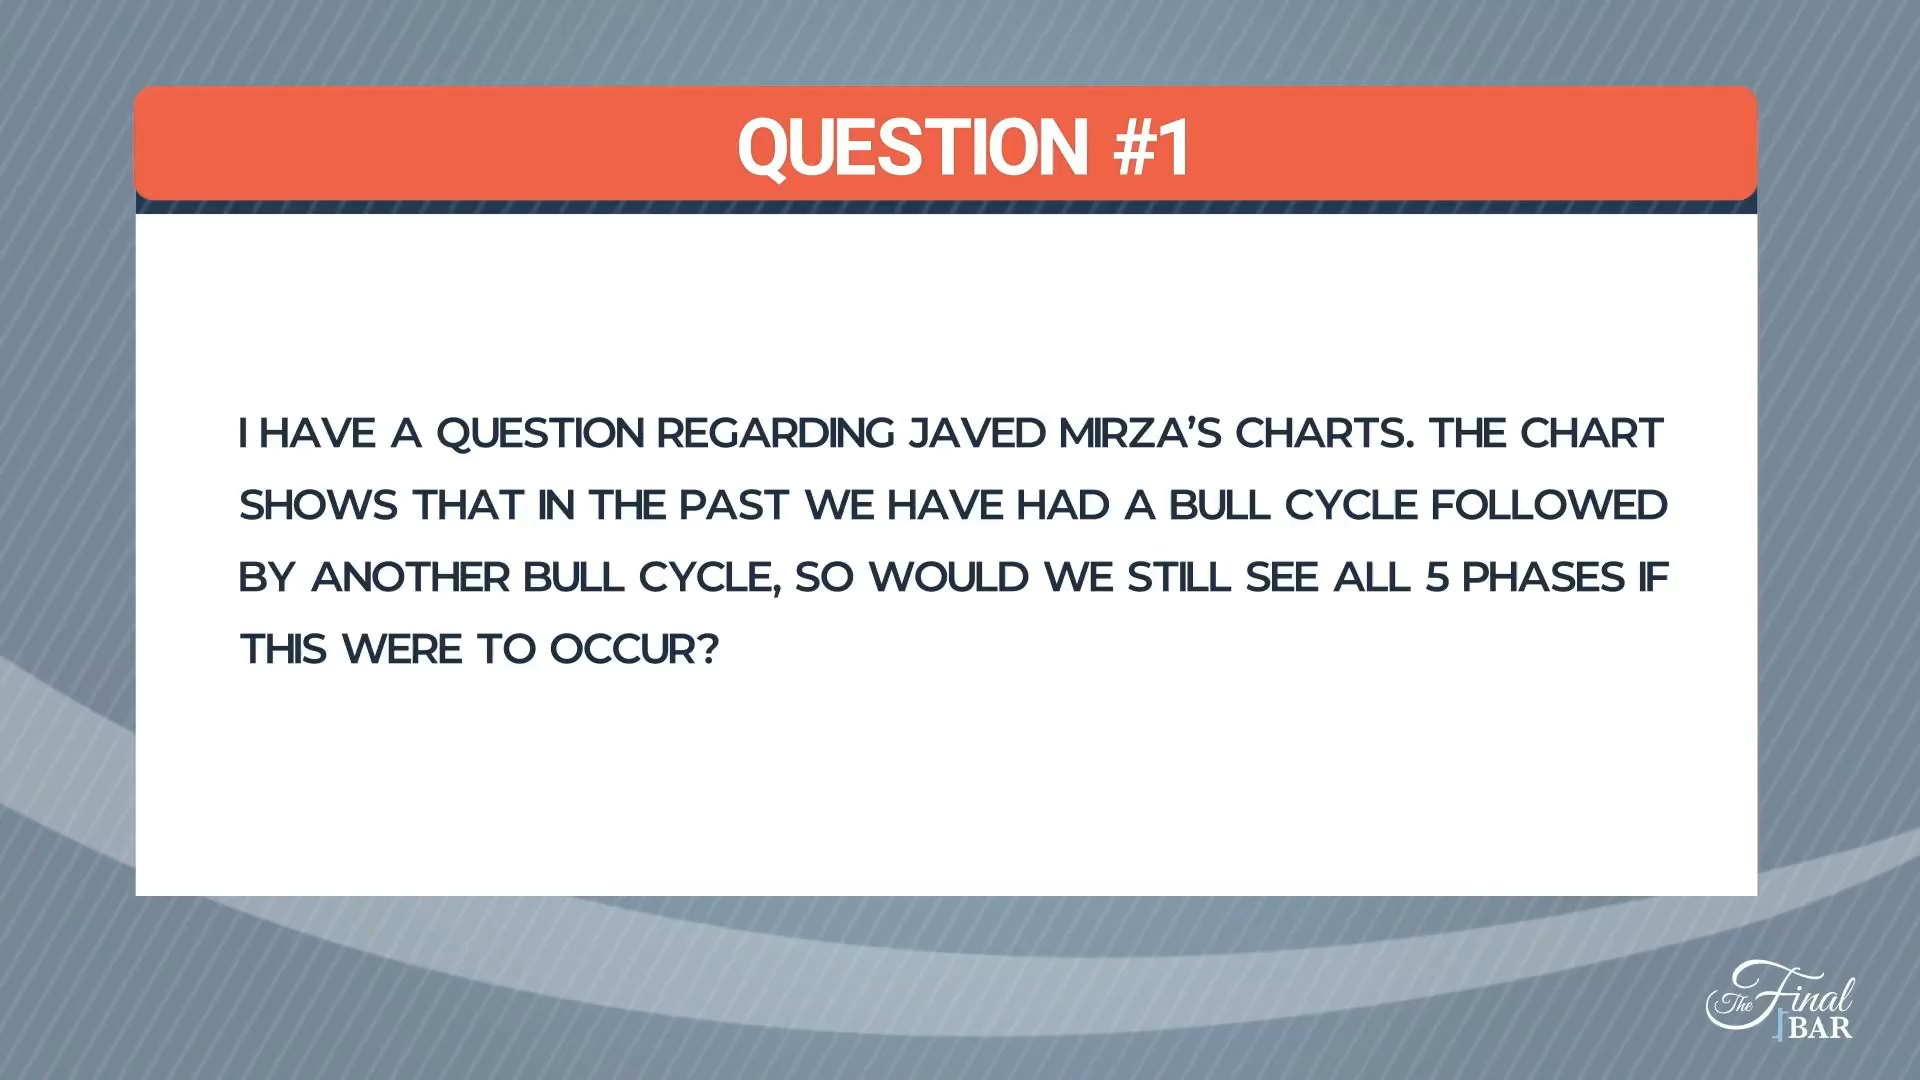 QUESTION #1
I HAVE A QUESTION REGARDING JAVED MIRZA'S CHARTS. THE CHART
SHOWS THAT IN THE PAST WE HAVE HAD A BULL CYCLE FOLLOWED
BY ANOTHER BULL CYCLE, SO WOULD WE STILL SEE ALL 5 PHASES IF
THIS WERE TO OCCUR?
The Final
BAR